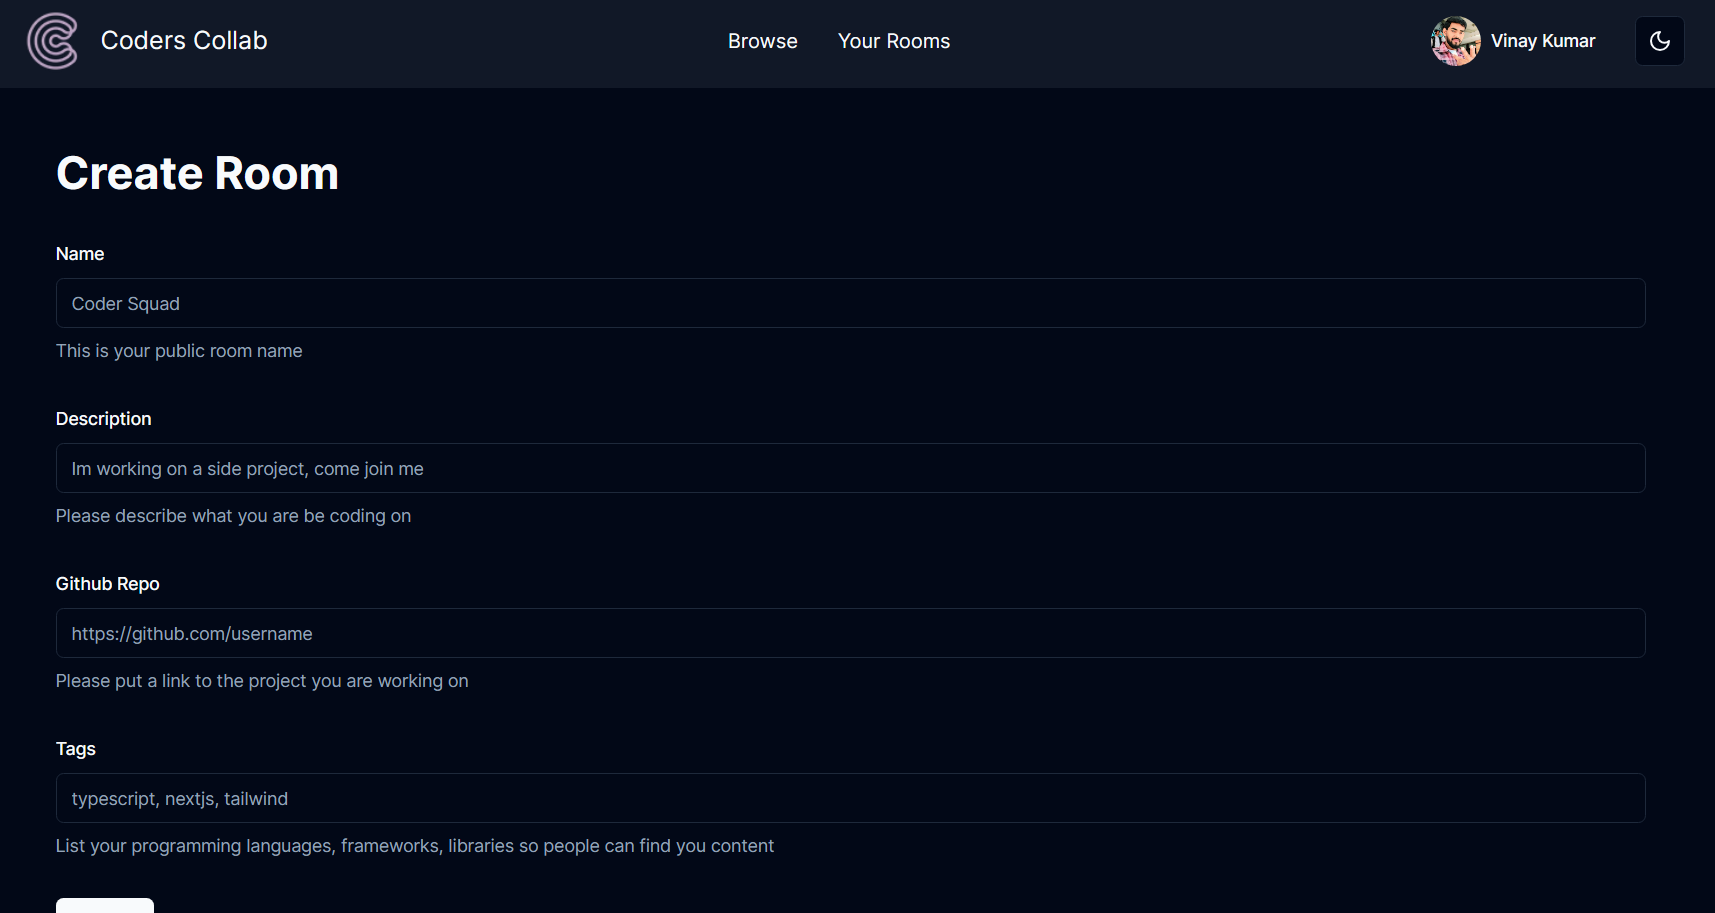 Coders Collab
Browse
Your Rooms
Vinay Kumar
Create Room
Name
Coder Squad
This is your public room name
Description
Im working on a side project, come join me
Please describe what you are be coding on
Github Repo
https://github.com/username
Please put a link to the project you are working on
Tags
typescript, nextjs, tailwind
List your programming languages, frameworks, libraries so people can find you content